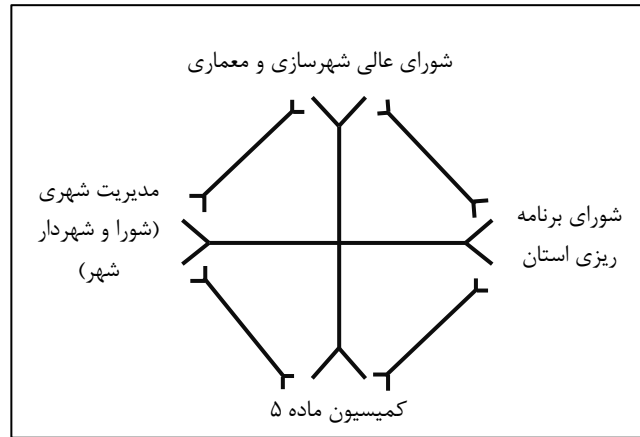 شورای عالی شهرسازی و معماری
مدیریت شهری
(شورا و شهردار
شهر)
شورای برنامه
ریزی استان
کمیسیون ماده ۵